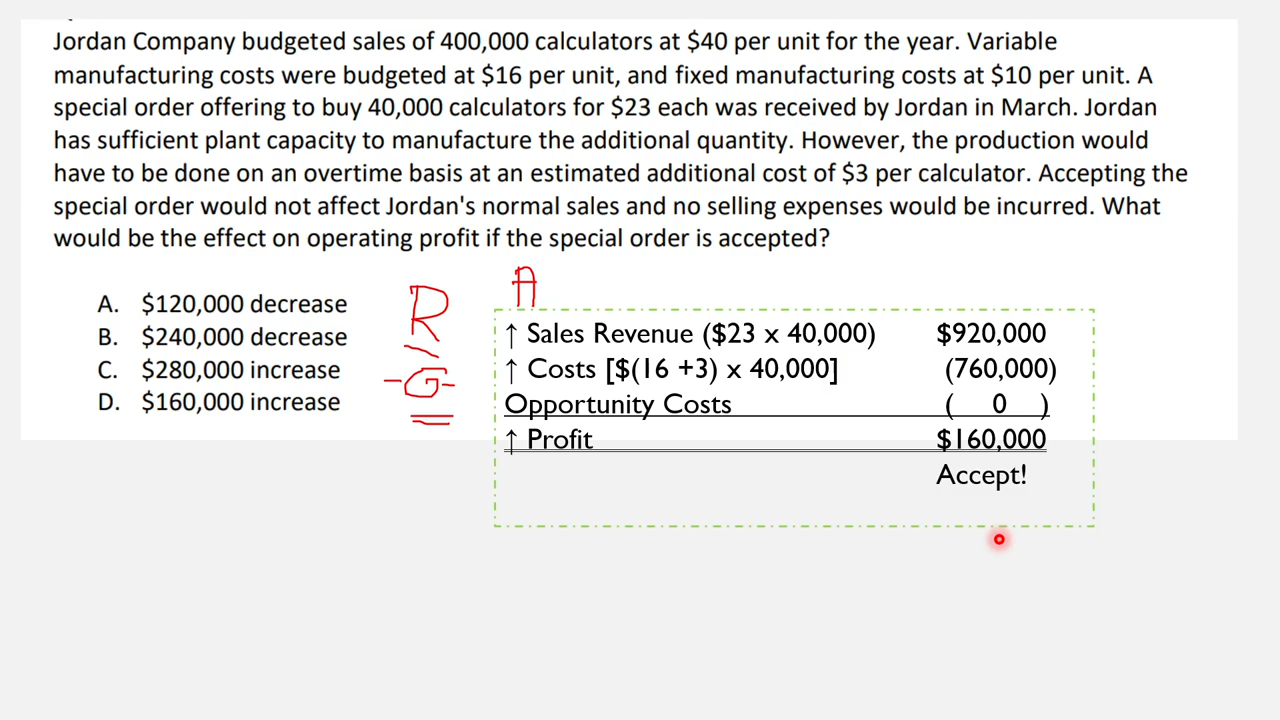 Jordan Company budgeted sales of 400,000 calculators at $40 per unit for the year. Variable
manufacturing costs were budgeted at $16 per unit, and fixed manufacturing costs at $10 per unit. A
special order offering to buy 40,000 calculators for $23 each was received by Jordan in March. Jordan
has sufficient plant capacity to manufacture the additional quantity. However, the production would
have to be done on an overtime basis at an estimated additional cost of $3 per calculator. Accepting the
special order would not affect Jordan's normal sales and no selling expenses would be incurred. What
would be the effect on operating profit if the special order is accepted?
A. $120,000 decrease
B. $240,000 decrease
C. $280,000 increase
D. $160,000 increase
R
A
↑ Sales Revenue ($23 x 40,000) $920,000
↑ Costs [$(16 +3) x 40,000] (760,000)
Opportunity Costs ( 0 )
↑ Profit $160,000
Accept!